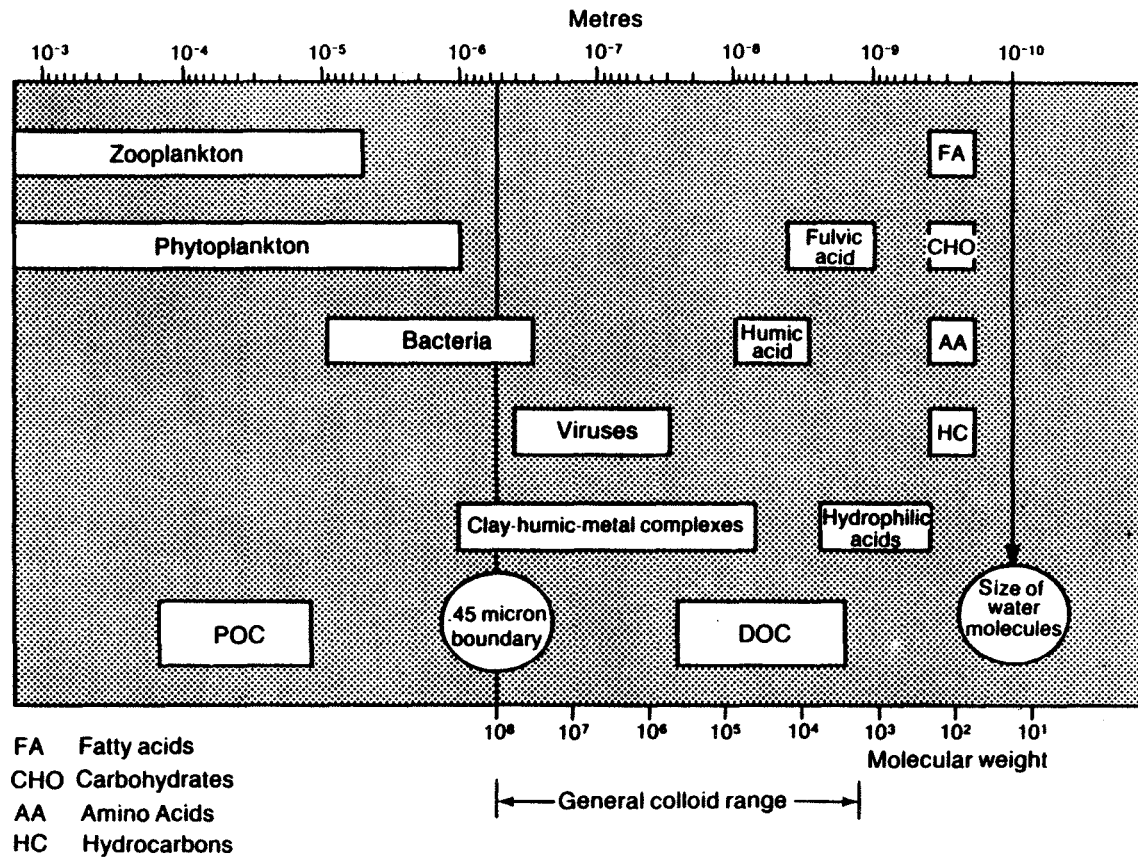 Metres
10⁻³ 10⁻⁴ 10⁻⁵ 10⁻⁶ 10⁻⁷ 10⁻⁸ 10⁻⁹ 10⁻¹⁰
Zooplankton
FA
Phytoplankton
Fulvic
acid
CHO
Bacteria
Humic
acid
AA
Viruses
HC
Clay-humic-metal complexes
Hydrophilic
acids
POC
.45 micron
boundary
DOC
Size of
water
molecules
10⁸ 10⁷ 10⁶ 10⁵ 10⁴ 10³ 10² 10¹
Molecular weight
General colloid range
FA Fatty acids
CHO Carbohydrates
AA Amino Acids
HC Hydrocarbons